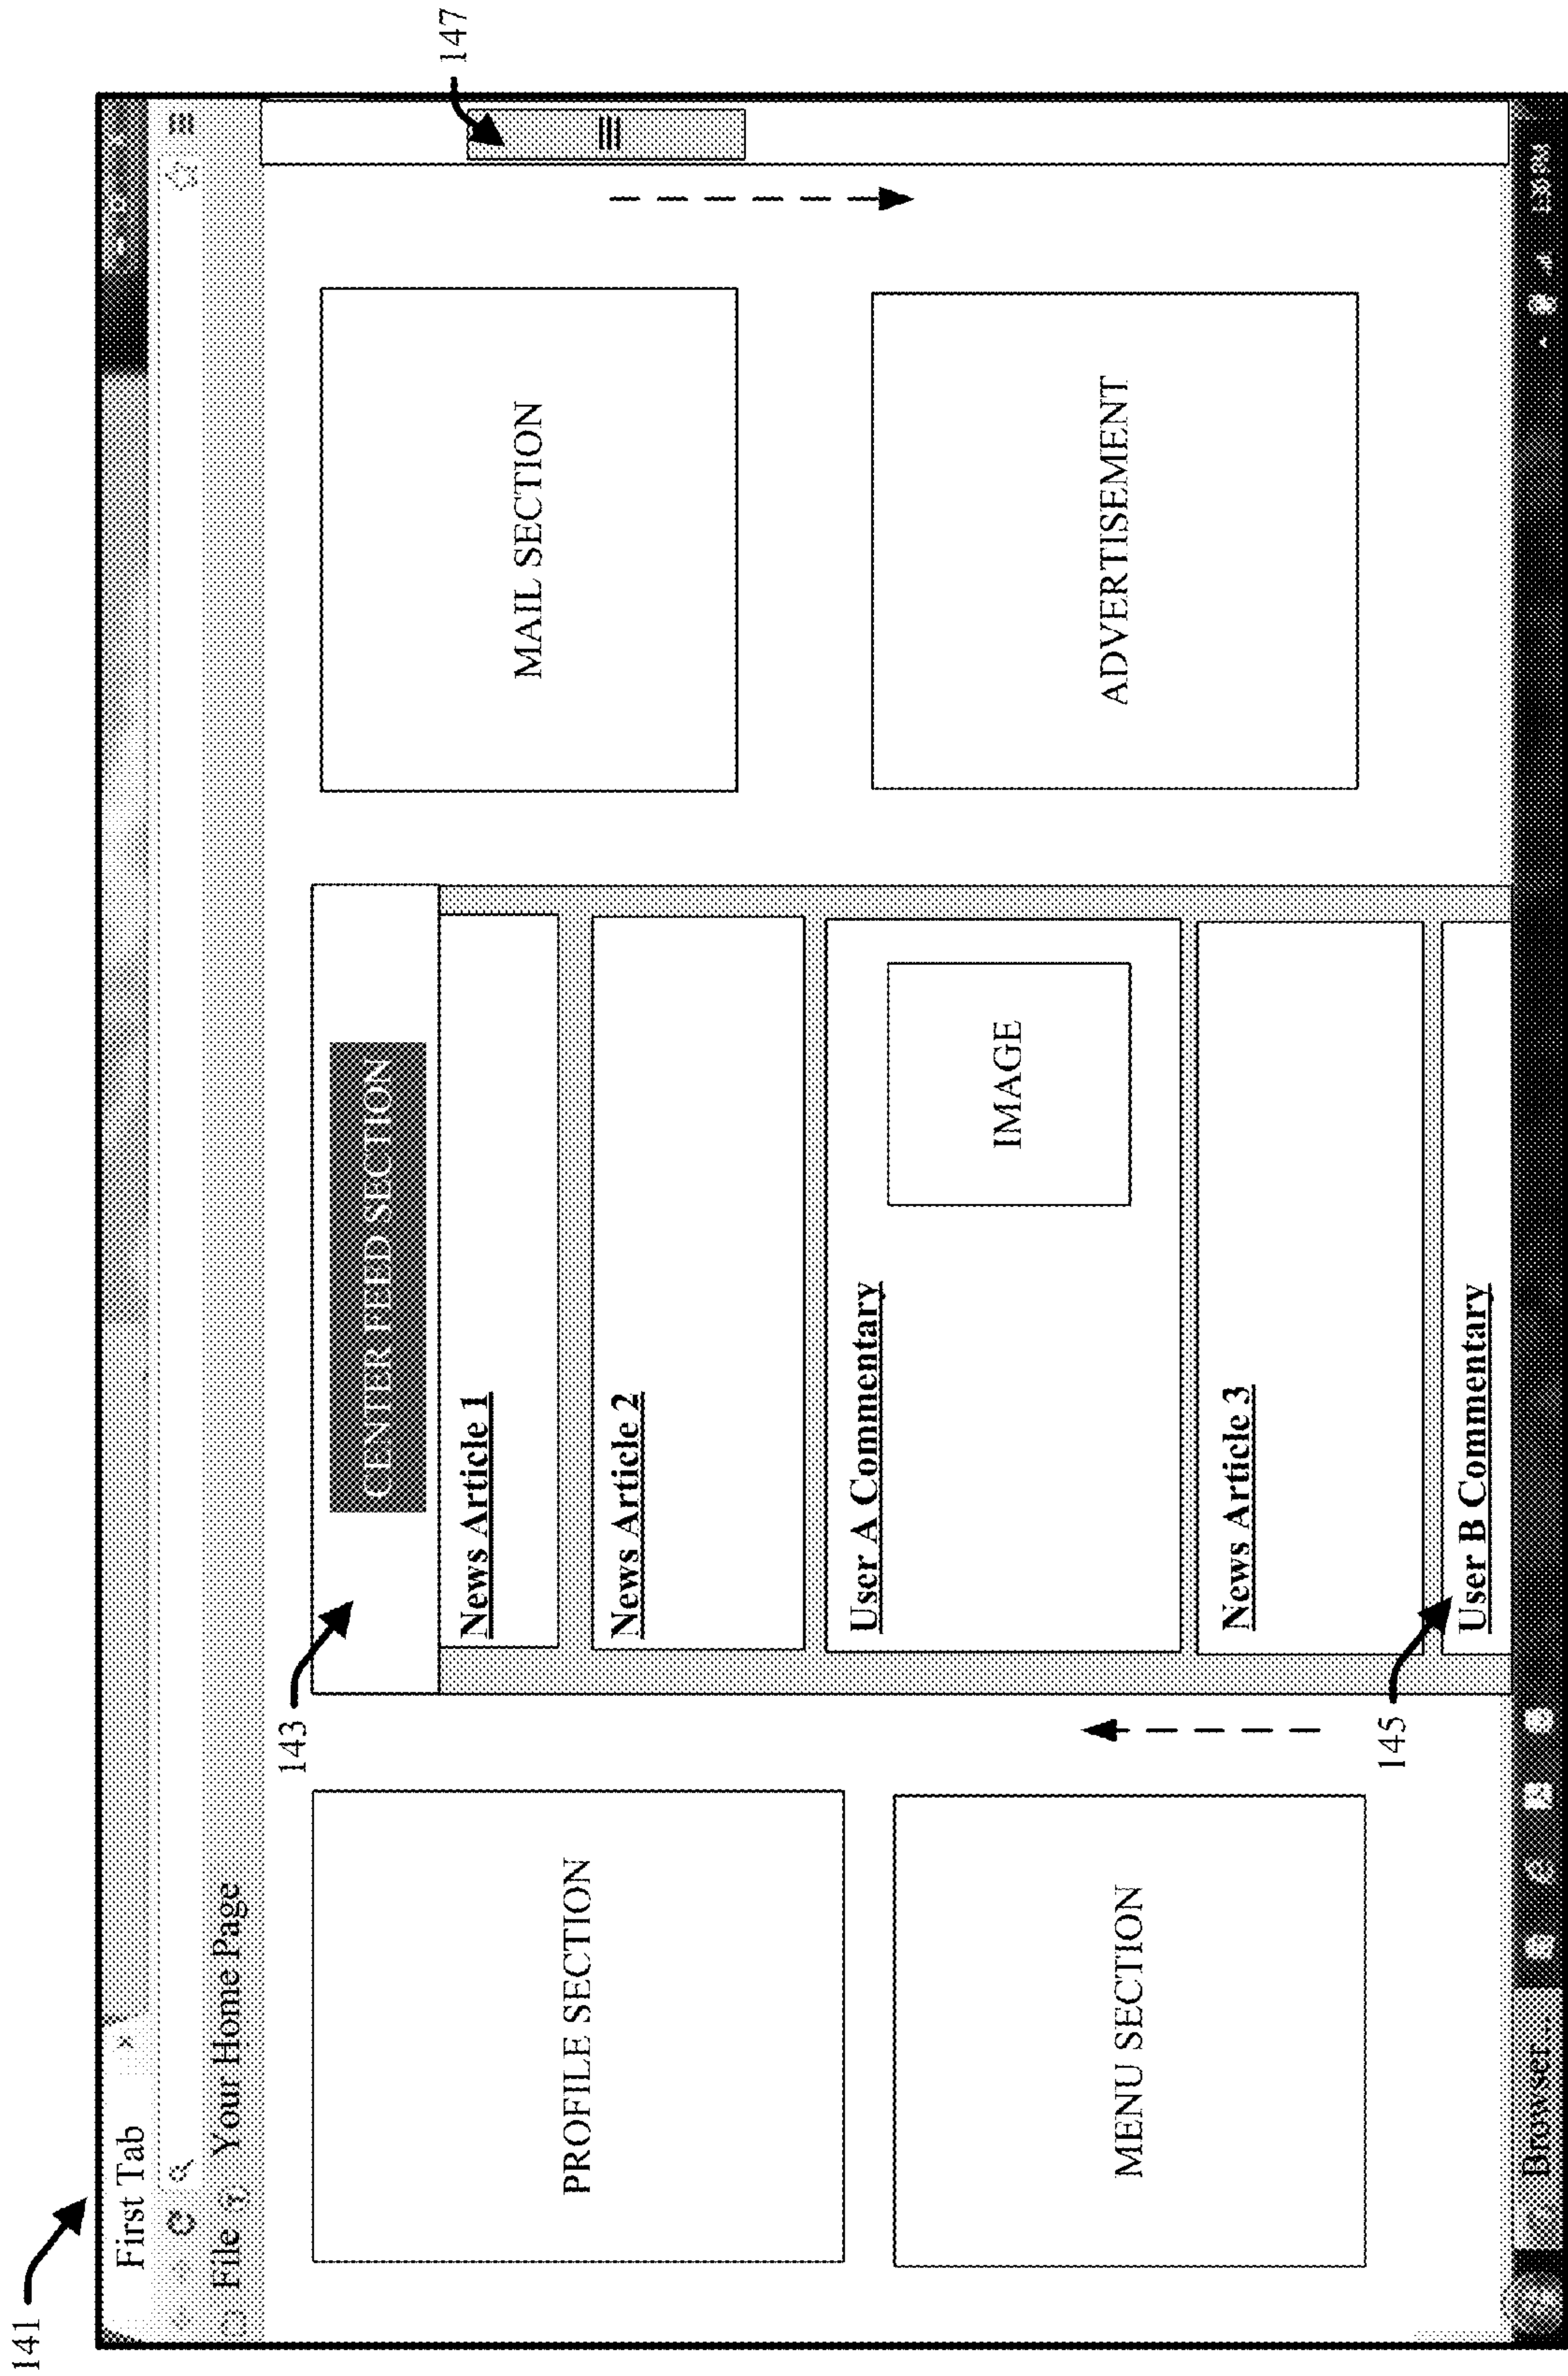 141
First Tab
×
File
Your Home Page
143
CENTER FEED SECTION
147
PROFILE SECTION
News Article 1
MAIL SECTION
News Article 2
User A Commentary
IMAGE
MENU SECTION
ADVERTISEMENT
News Article 3
145
User B Commentary
Browser...